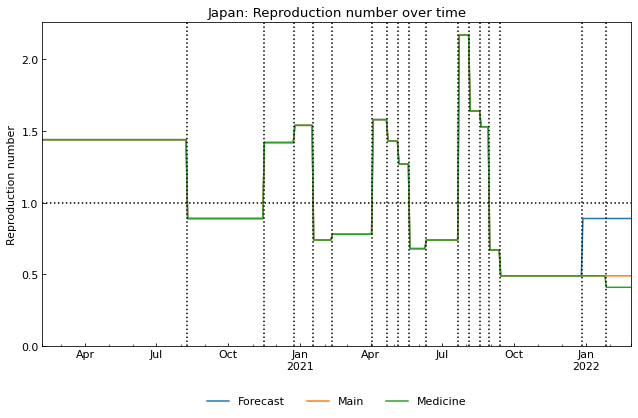 Japan: Reproduction number over time
Reproduction number
2.0
1.5
1.0
0.5
0.0
Apr Jul Oct Jan Apr Jul Oct Jan
2021 2022
Forecast Main Medicine